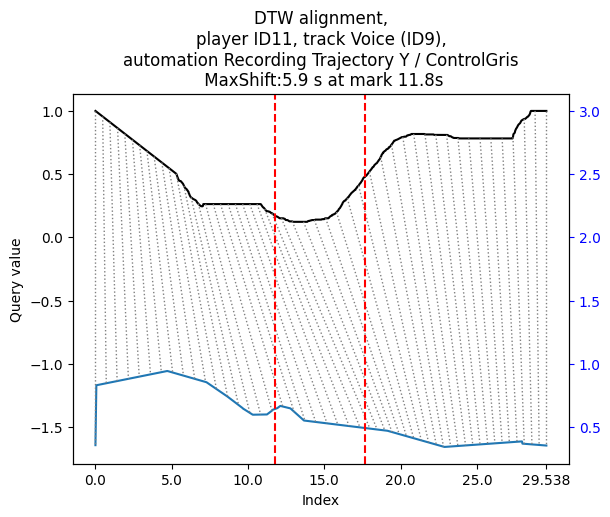 DTW alignment,
player ID11, track Voice (ID9),
automation Recording Trajectory Y / ControlGris
MaxShift:5.9 s at mark 11.8s
1.0
0.5
0.0
−0.5
−1.0
−1.5
Query value
3.0
2.5
2.0
1.5
1.0
0.5
0.0 5.0 10.0 15.0 20.0 25.0 29.538
Index